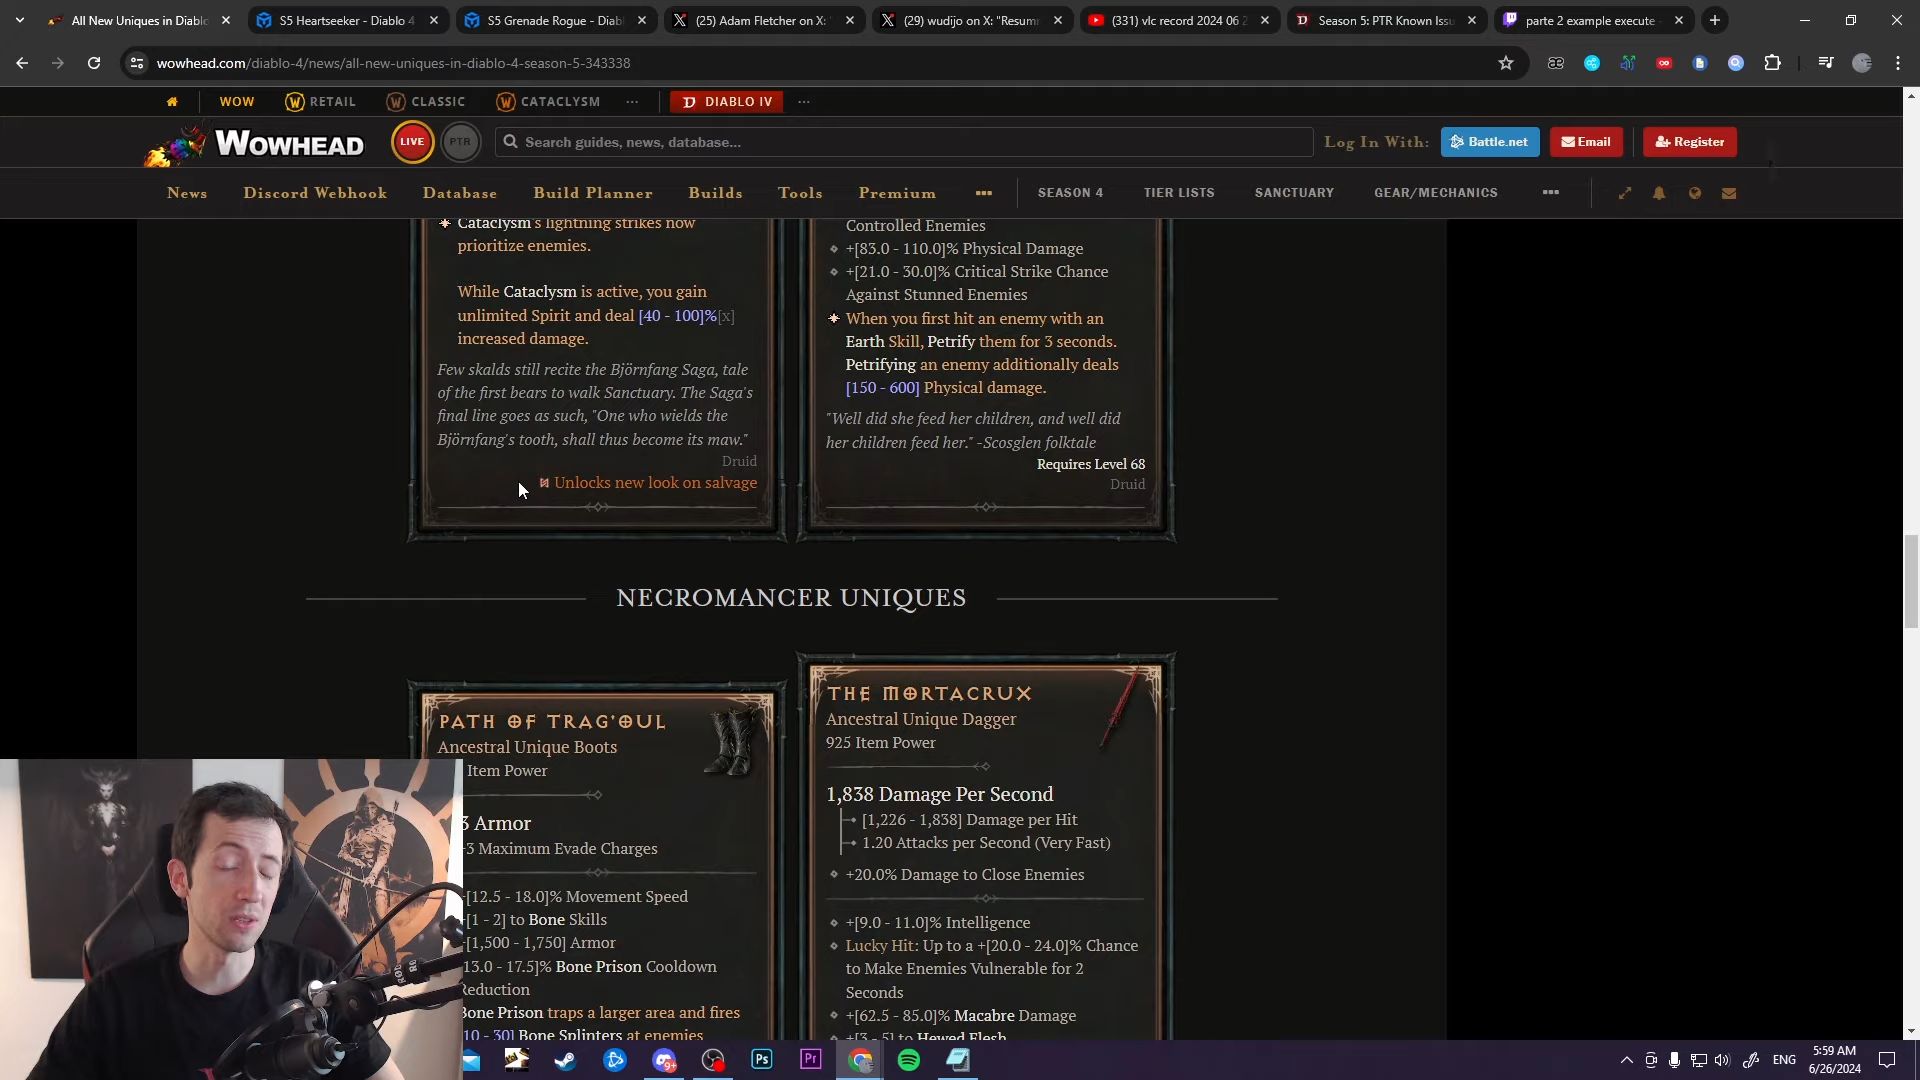 All New Uniques in Diablo
S5 Heartseeker - Diablo 4
S5 Grenade Rogue - Diabl
(25) Adam Fletcher on X: "
(29) wudijo on X: "Resum
(331) vlc record 2024 06 2
Season 5: PTR Known Iss
parte 2 example execute -
wowhead.com/diablo-4/news/all-new-uniques-in-diablo-4-season-5-343338
WOW
RETAIL
CLASSIC
CATACLYSM
DIABLO IV
WOWHEAD
LIVE
PTR
Search guides, news, database...
Log In With:
Battle.net
Email
Register
News
Discord Webhook
Database
Build Planner
Builds
Tools
Premium
SEASON 4
TIER LISTS
SANCTUARY
GEAR/MECHANICS
Cataclysm's lightning strikes now
prioritize enemies.
While Cataclysm is active, you gain
unlimited Spirit and deal [40 - 100]%[x]
increased damage.
Few skalds still recite the Björnfang Saga, tale
of the first bears to walk Sanctuary. The Saga's
final line goes as such, "One who wields the
Björnfang's tooth, shall thus become its maw."
Druid
Unlocks new look on salvage
Controlled Enemies
+[83.0 - 110.0]% Physical Damage
+[21.0 - 30.0]% Critical Strike Chance
Against Stunned Enemies
When you first hit an enemy with an
Earth Skill, Petrify them for 3 seconds.
Petrifying an enemy additionally deals
[150 - 600] Physical damage.
"Well did she feed her children, and well did
her children feed her." -Scosglen folktale
Requires Level 68
Druid
NECROMANCER UNIQUES
PATH OF TRAG'OUL
Ancestral Unique Boots
Item Power
3 Armor
3 Maximum Evade Charges
[12.5 - 18.0]% Movement Speed
[1 - 2] to Bone Skills
[1,500 - 1,750] Armor
13.0 - 17.5]% Bone Prison Cooldown
Reduction
Bone Prison traps a larger area and fires
10 - 30] Bone Splinters at enemies
THE MORTACRUX
Ancestral Unique Dagger
925 Item Power
1,838 Damage Per Second
[1,226 - 1,838] Damage per Hit
1.20 Attacks per Second (Very Fast)
+20.0% Damage to Close Enemies
+[9.0 - 11.0]% Intelligence
Lucky Hit: Up to a +[20.0 - 24.0]% Chance
to Make Enemies Vulnerable for 2
Seconds
+[62.5 - 85.0]% Macabre Damage
+[3 - 5] to Hewed Flesh
9+
Ps
Pr
ENG
5:59 AM
6/26/2024